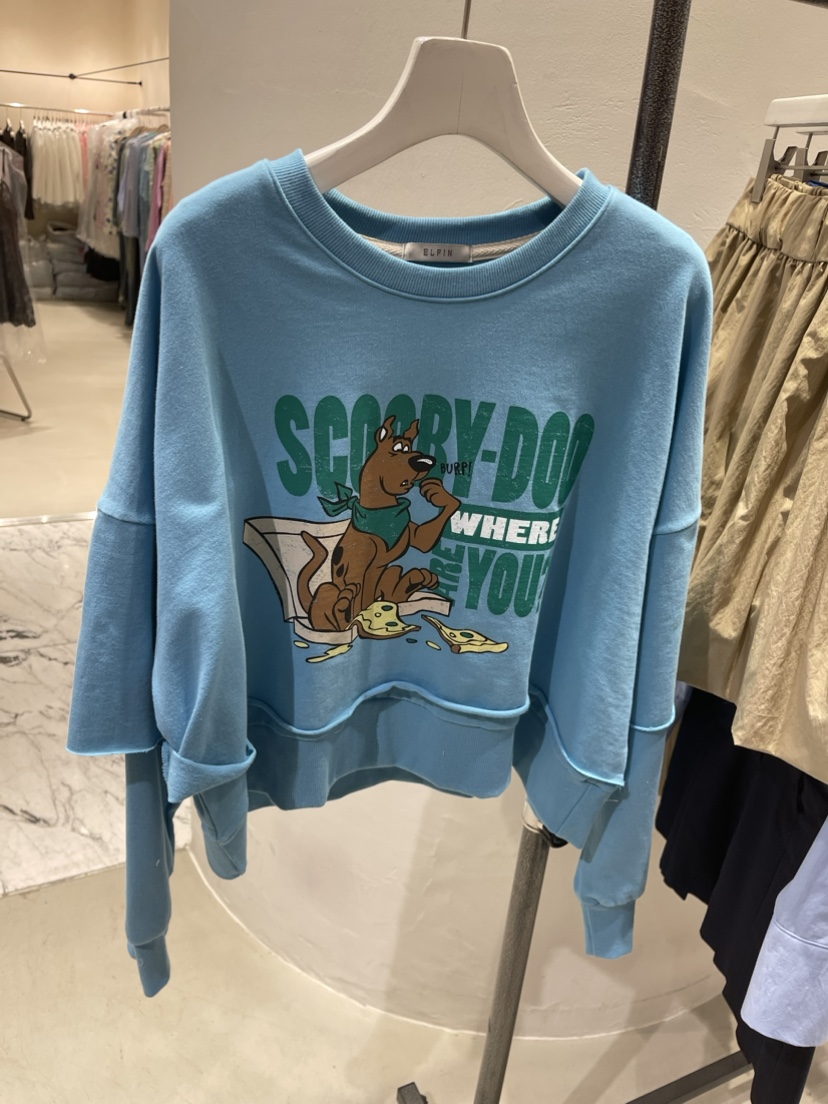 ELFIN
SCOOBY-DOO
BURP!
WHERE
ARE
YOU?